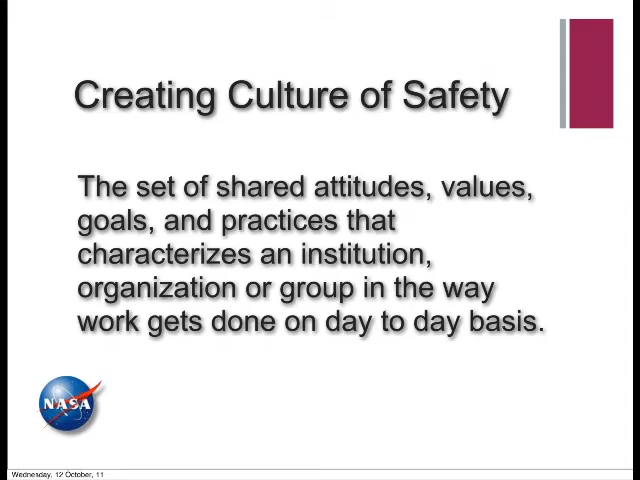 Creating Culture of Safety
The set of shared attitudes, values,
goals, and practices that
characterizes an institution,
organization or group in the way
work gets done on day to day basis.
NASA
Wednesday, 12 October, 11